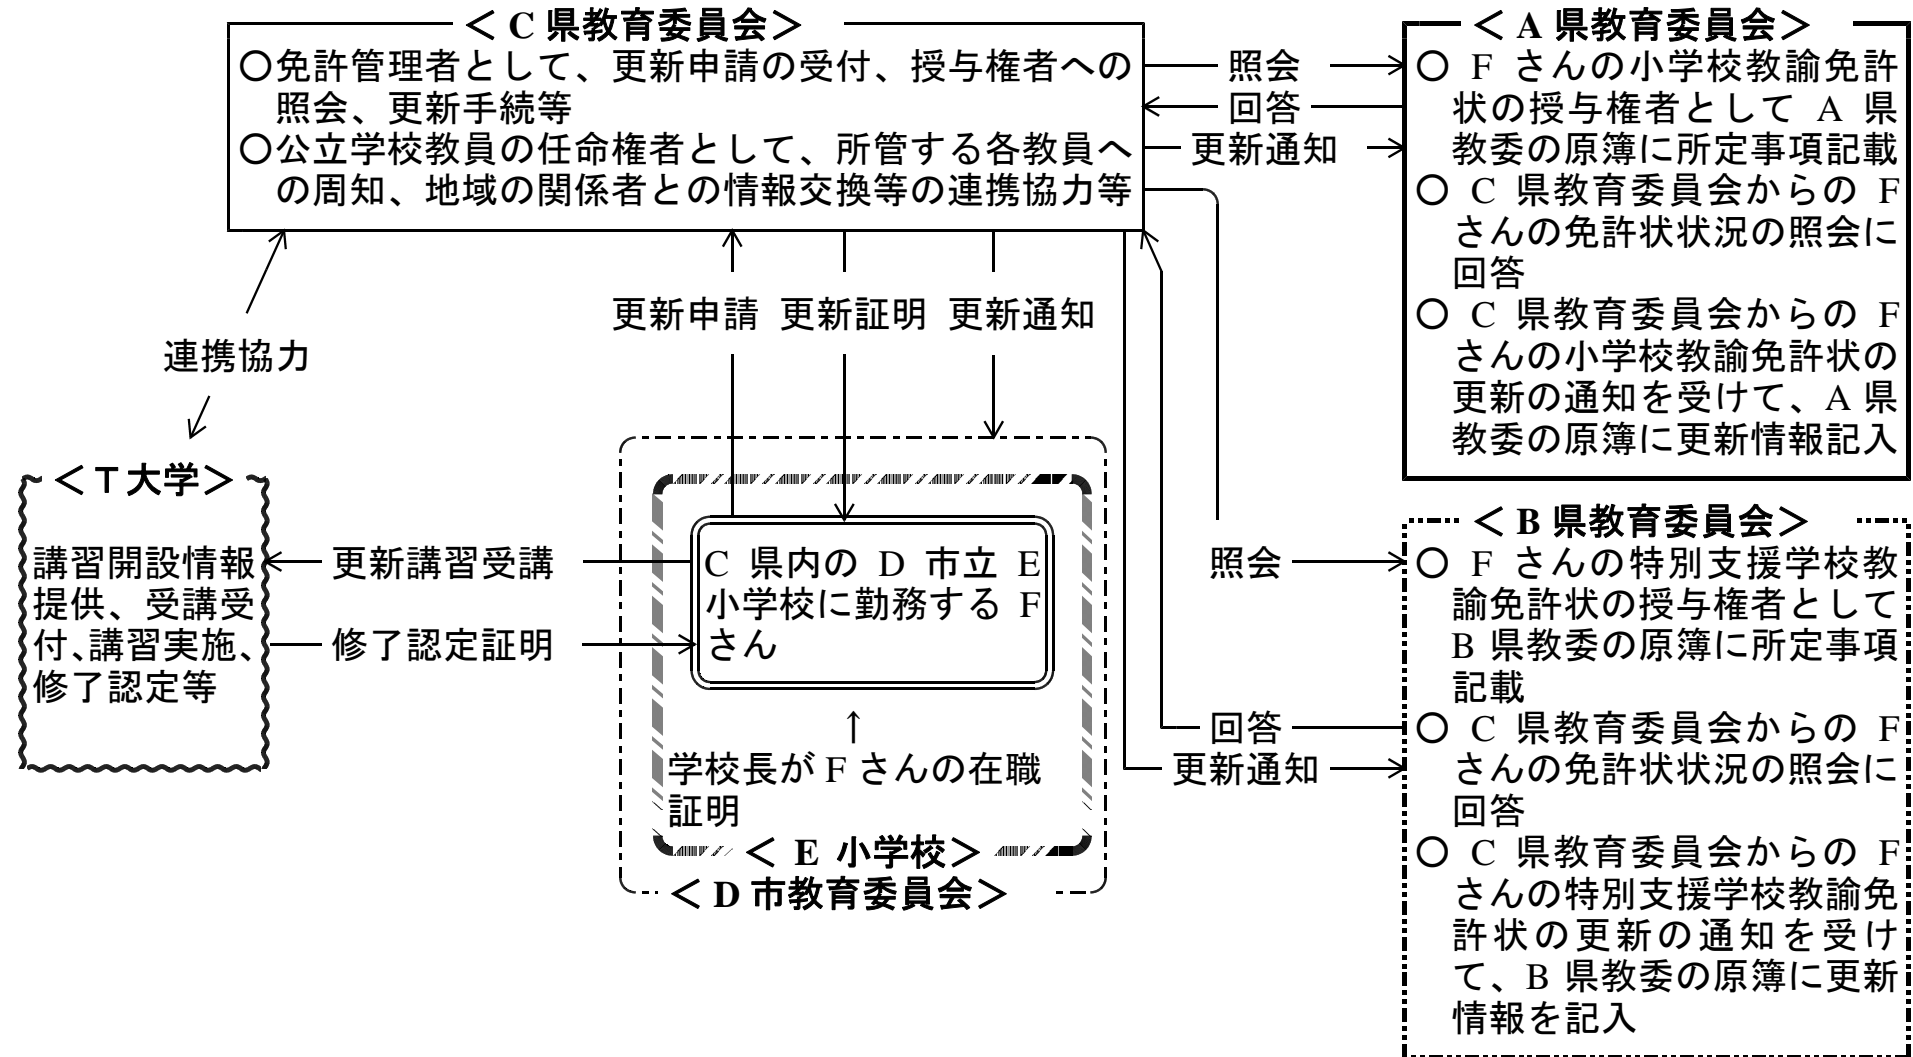 ＜C県教育委員会＞
〇免許管理者として、更新申請の受付、授与権者への
照会、更新手続等
〇公立学校教員の任命権者として、所管する各教員へ
の周知、地域の関係者との情報交換等の連携協力等
照会
回答
更新通知
＜A県教育委員会＞
〇 F さんの小学校教諭免許
状の授与権者として A 県
教委の原簿に所定事項記載
〇 C 県教育委員会からの F
さんの免許状状況の照会に
回答
〇 C 県教育委員会からの F
さんの小学校教諭免許状の
更新の通知を受けて、A 県
教委の原簿に更新情報記入
更新申請 更新証明 更新通知
連携協力
＜T大学＞
講習開設情報
提供、受講受
付、講習実施、
修了認定等
更新講習受講
修了認定証明
C 県内の D 市立 E
小学校に勤務する F
さん
↑
学校長が F さんの在職
証明
＜ E 小学校＞
＜D市教育委員会＞
照会
回答
更新通知
＜B県教育委員会＞
〇 F さんの特別支援学校教
諭免許状の授与権者として
B 県教委の原簿に所定事項
記載
〇 C 県教育委員会からの F
さんの免許状状況の照会に
回答
〇 C 県教育委員会からの F
さんの特別支援学校教諭免
許状の更新の通知を受け
て、B 県教委の原簿に更新
情報を記入